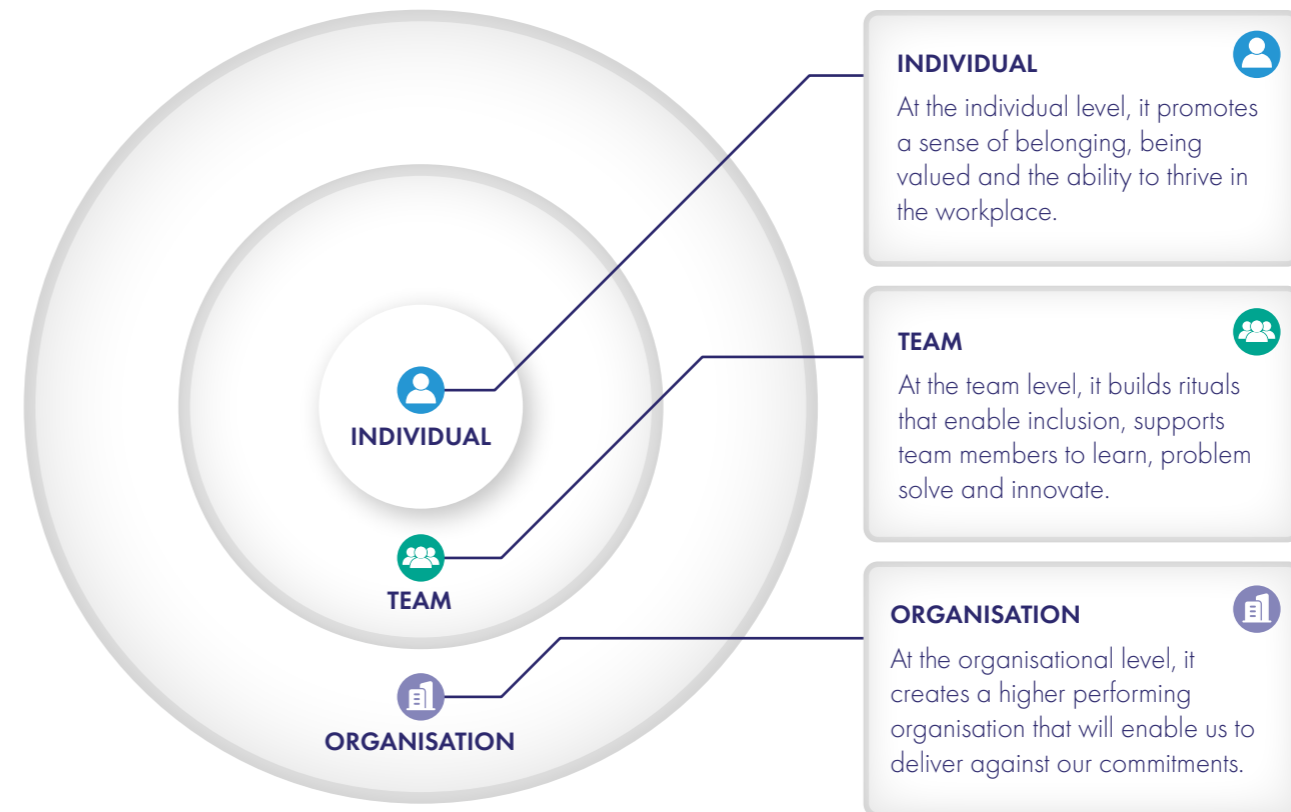 INDIVIDUAL
TEAM
ORGANISATION
INDIVIDUAL
At the individual level, it promotes
a sense of belonging, being
valued and the ability to thrive in
the workplace.
TEAM
At the team level, it builds rituals
that enable inclusion, supports
team members to learn, problem
solve and innovate.
ORGANISATION
At the organisational level, it
creates a higher performing
organisation that will enable us to
deliver against our commitments.